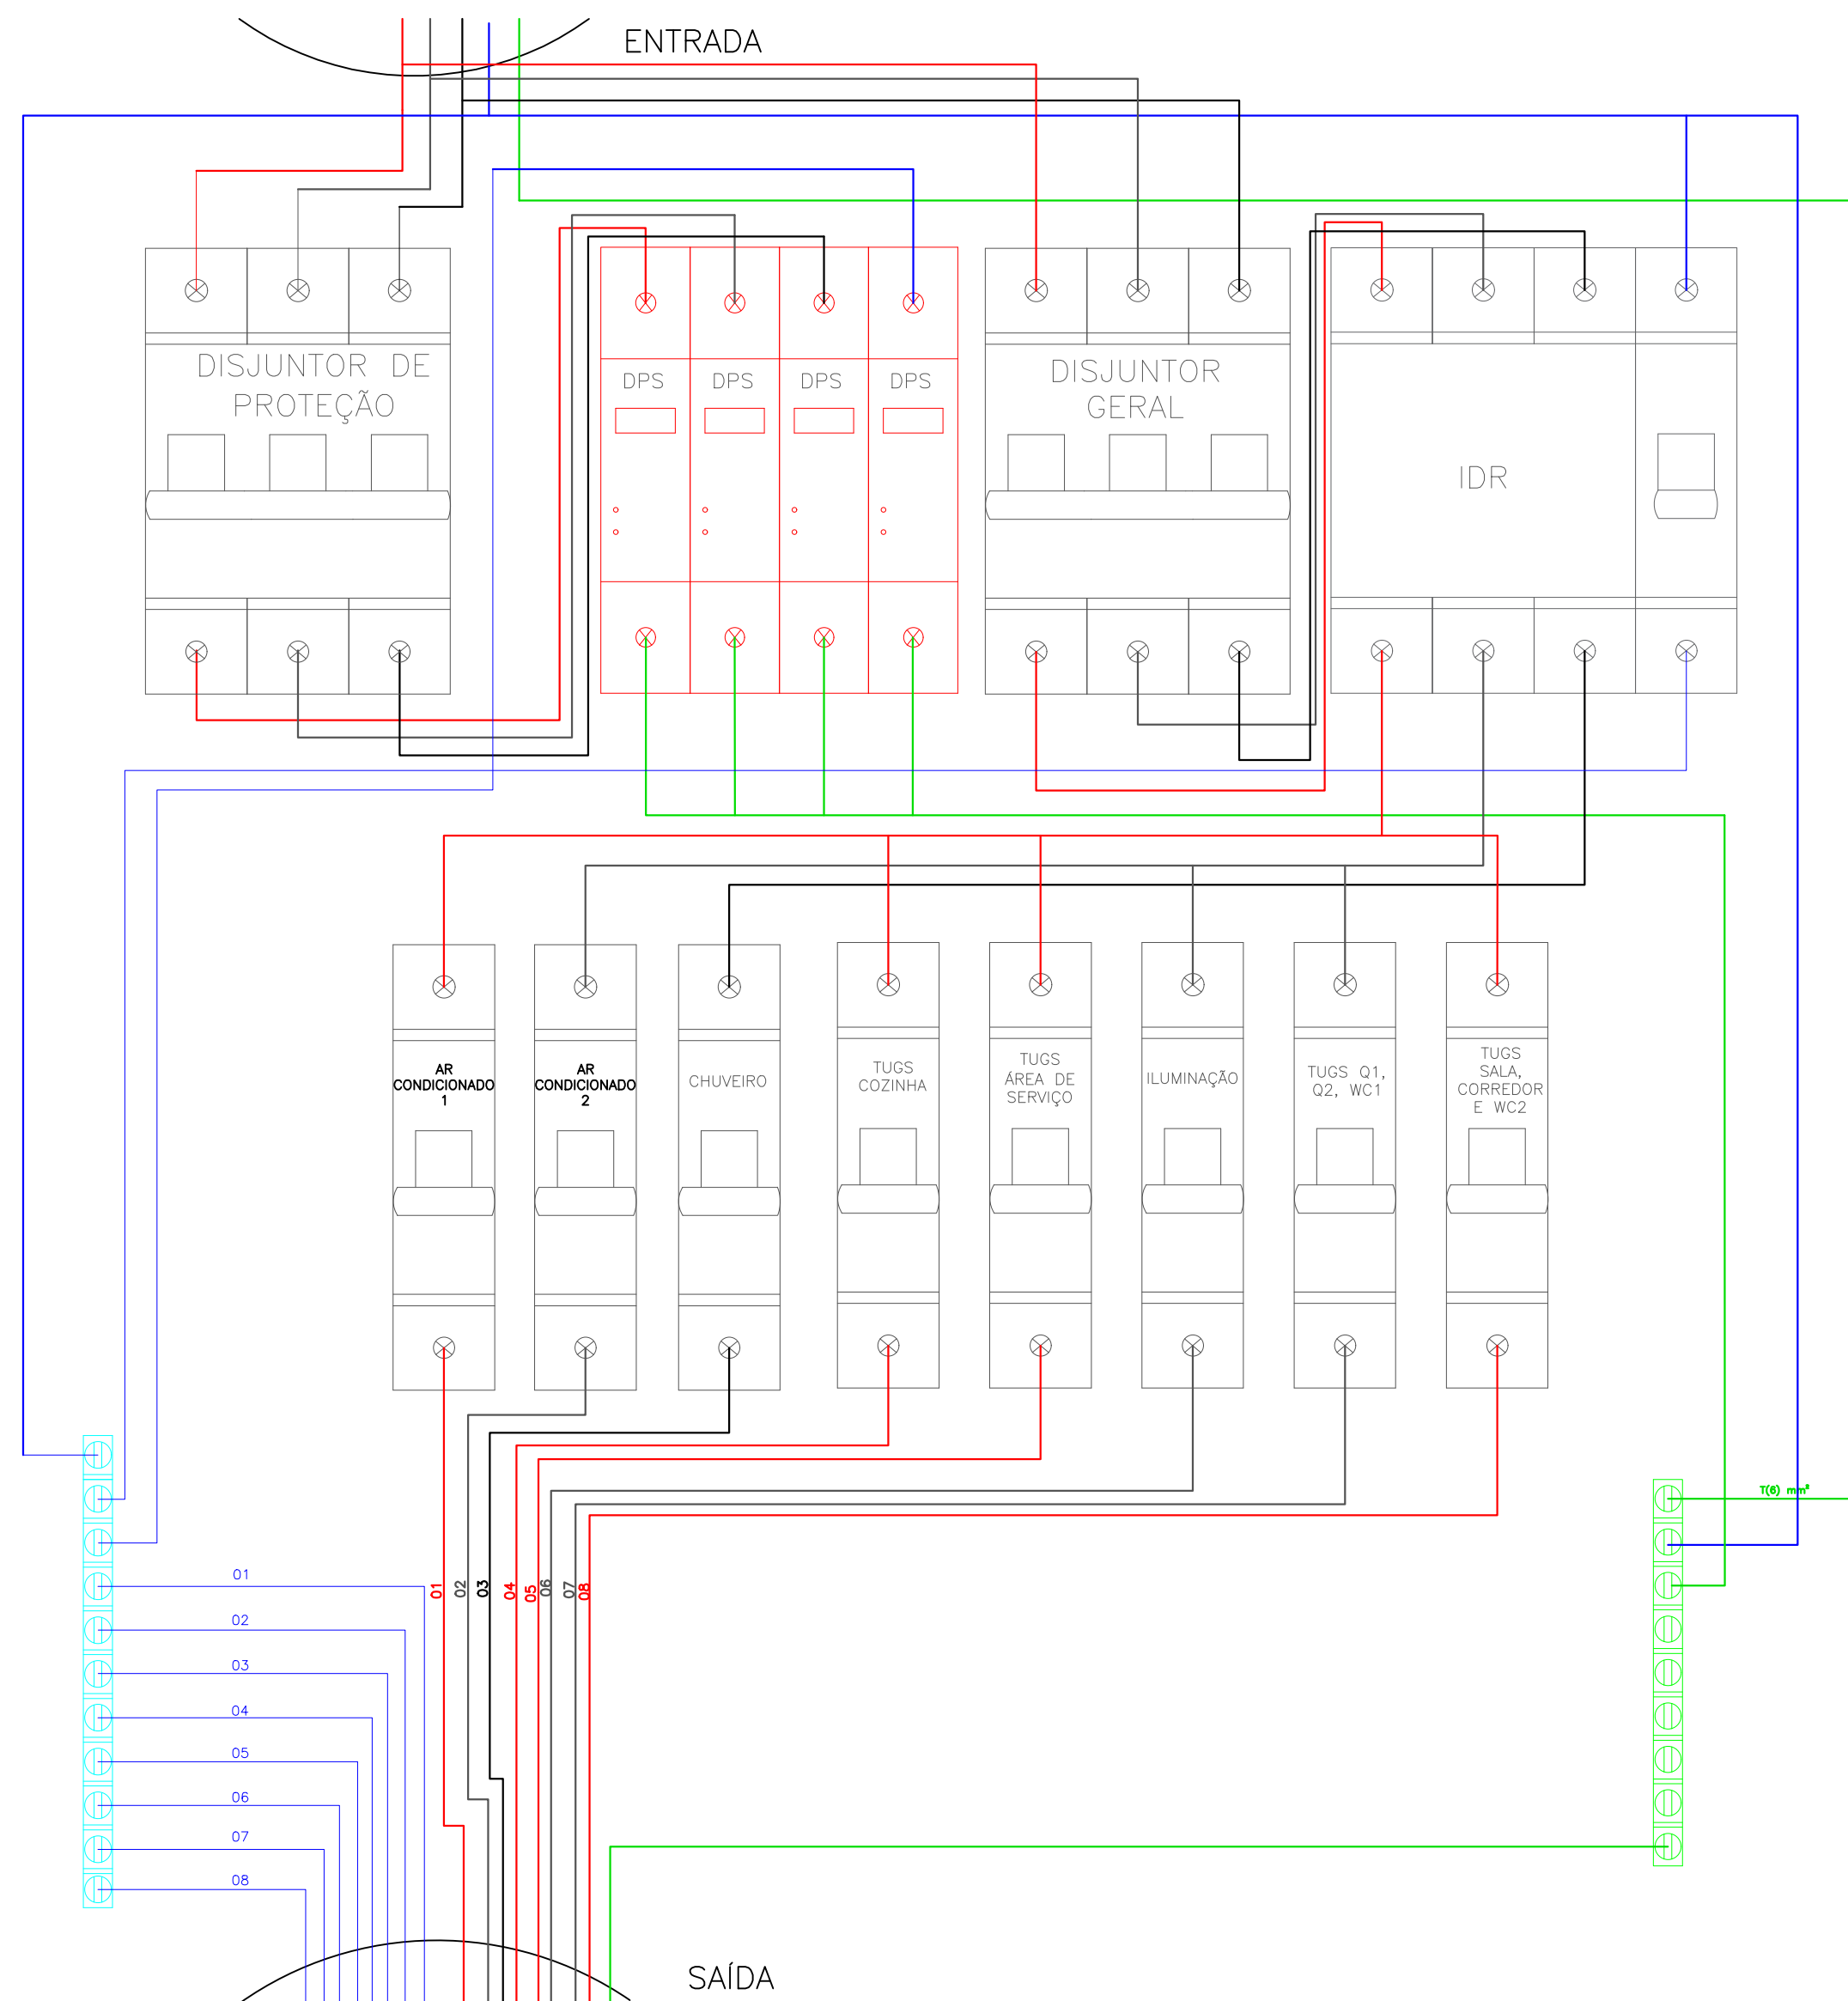 ENTRADA
DISJUNTOR DE
PROTEÇÃO
DPS
DPS
DPS
DPS
DISJUNTOR
GERAL
IDR
AR
CONDICIONADO
1
AR
CONDICIONADO
2
CHUVEIRO
TUGS
COZINHA
TUGS
ÁREA DE
SERVIÇO
ILUMINAÇÃO
TUGS Q1,
Q2, WC1
TUGS
SALA,
CORREDOR
E WC2
T(6) mm²
01
02
03
04
05
06
07
08
01
02
03
04
05
06
07
08
SAÍDA